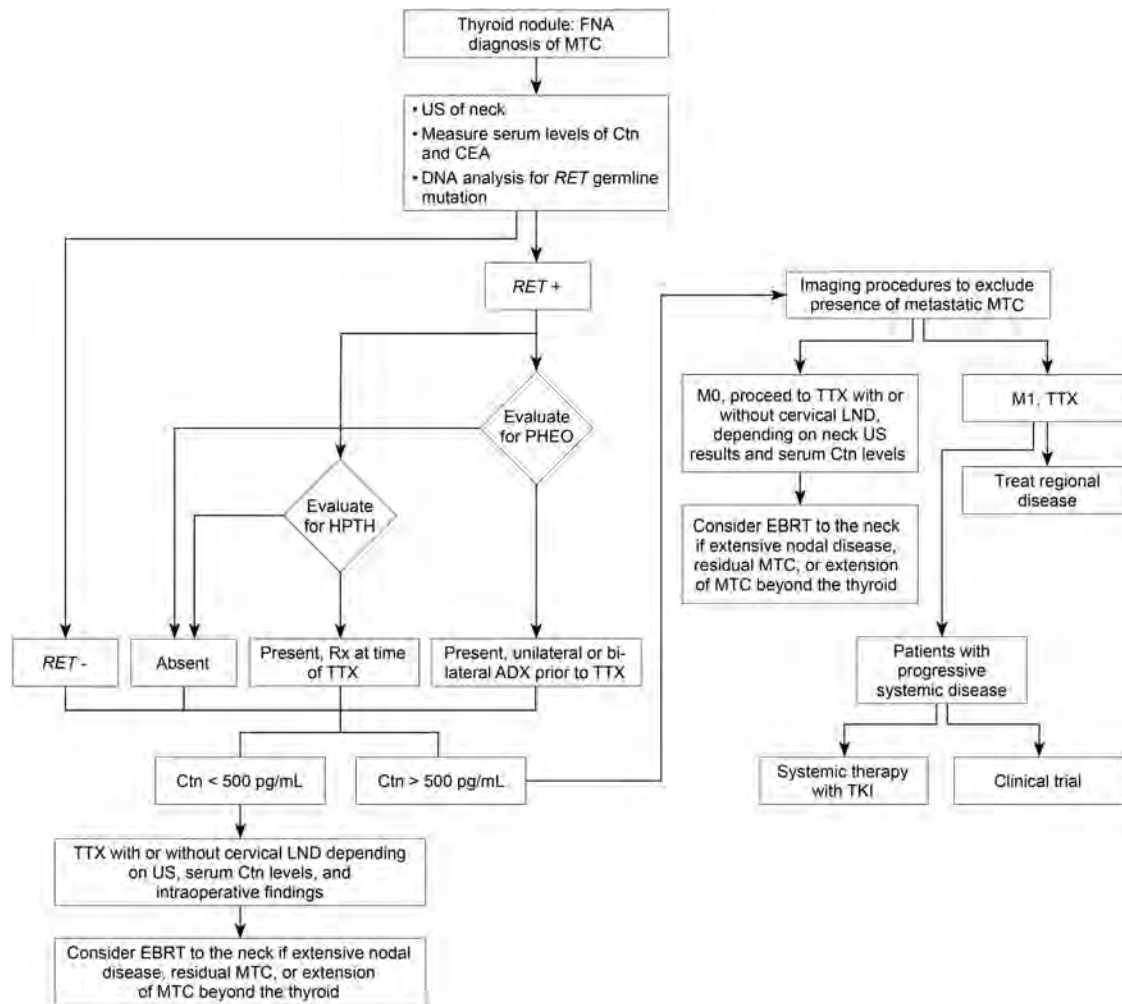 Thyroid nodule: FNA
diagnosis of MTC
• US of neck
• Measure serum levels of Ctn
and CEA
• DNA analysis for RET germline
mutation
RET +
Imaging procedures to exclude
presence of metastatic MTC
Evaluate
for PHEO
M0, proceed to TTX with or
without cervical LND,
depending on neck US
results and serum Ctn levels
M1, TTX
Treat regional
disease
Evaluate
for HPTH
Consider EBRT to the neck
if extensive nodal disease,
residual MTC, or extension
of MTC beyond the thyroid
RET -
Absent
Present, Rx at time
of TTX
Present, unilateral or bi-
lateral ADX prior to TTX
Patients with
progressive
systemic disease
Ctn < 500 pg/mL
Ctn > 500 pg/mL
Systemic therapy
with TKI
Clinical trial
TTX with or without cervical LND depending
on US, serum Ctn levels, and
intraoperative findings
Consider EBRT to the neck if extensive nodal
disease, residual MTC, or extension
of MTC beyond the thyroid